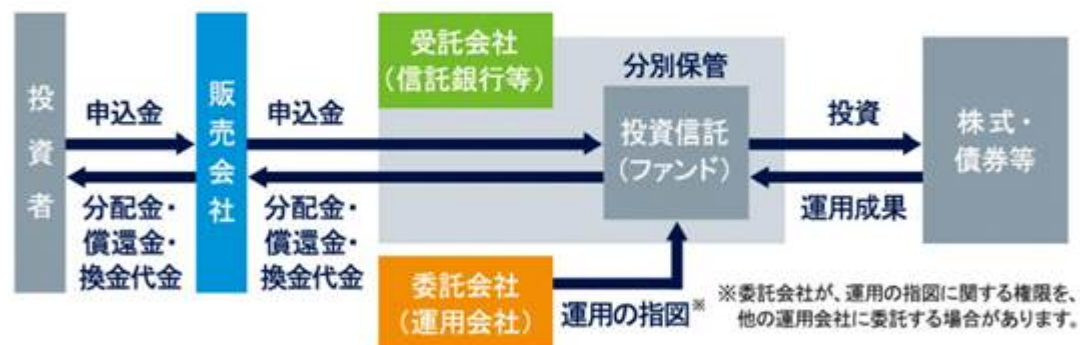 投資者
申込金
分配金・
償還金・
換金代金
販売会社
申込金
分配金・
償還金・
換金代金
受託会社
（信託銀行等）
分別保管
投資信託
（ファンド）
委託会社
（運用会社）
運用の指図※
投資
運用成果
株式・
債券等
※委託会社が、運用の指図に関する権限を、
他の運用会社に委託する場合があります。